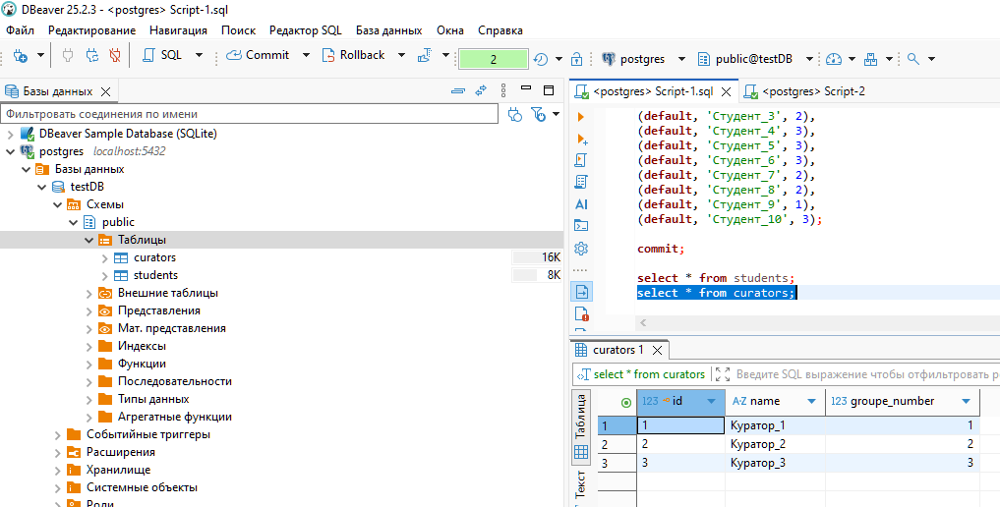 DBeaver 25.2.3 - <postgres> Script-1.sql
Файл Редактирование Навигация Поиск Редактор SQL База данных Окна Справка
SQL Commit Rollback 2 postgres public@testDB
Базы данных
Фильтровать соединения по имени
DBeaver Sample Database (SQLite)
postgres localhost:5432
Базы данных
testDB
Схемы
public
Таблицы
curators 16K
students 8K
Внешние таблицы
Представления
Мат. представления
Индексы
Функции
Последовательности
Типы данных
Агрегатные функции
Событийные триггеры
Расширения
Хранилище
Системные объекты
Роли
<postgres> Script-1.sql <postgres> Script-2
(default, 'Студент_3', 2),
(default, 'Студент_4', 3),
(default, 'Студент_5', 3),
(default, 'Студент_6', 3),
(default, 'Студент_7', 2),
(default, 'Студент_8', 2),
(default, 'Студент_9', 1),
(default, 'Студент_10', 3);
commit;
select * from students;
select * from curators;
AI
curators 1
select * from curators Введите SQL выражение чтобы отфильтровать
Таблица
Текст
123 id A-Z name 123 groupe_number
1 1 Куратор_1 1
2 2 Куратор_2 2
3 3 Куратор_3 3